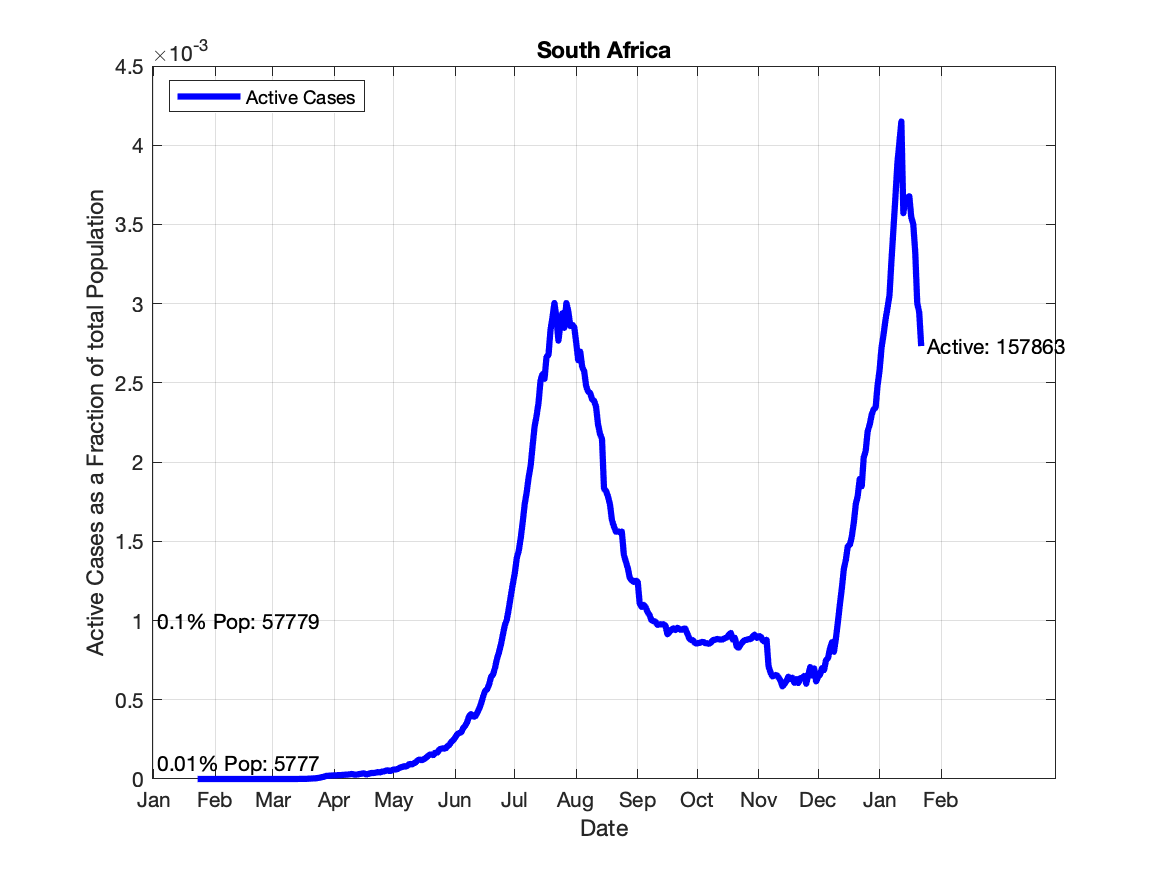 South Africa
×10-3
Active Cases
4.5
4
3.5
3
2.5
2
1.5
1
0.5
0
Active Cases as a Fraction of total Population
Active: 157863
0.1% Pop: 57779
0.01% Pop: 5777
Jan Feb Mar Apr May Jun Jul Aug Sep Oct Nov Dec Jan Feb
Date